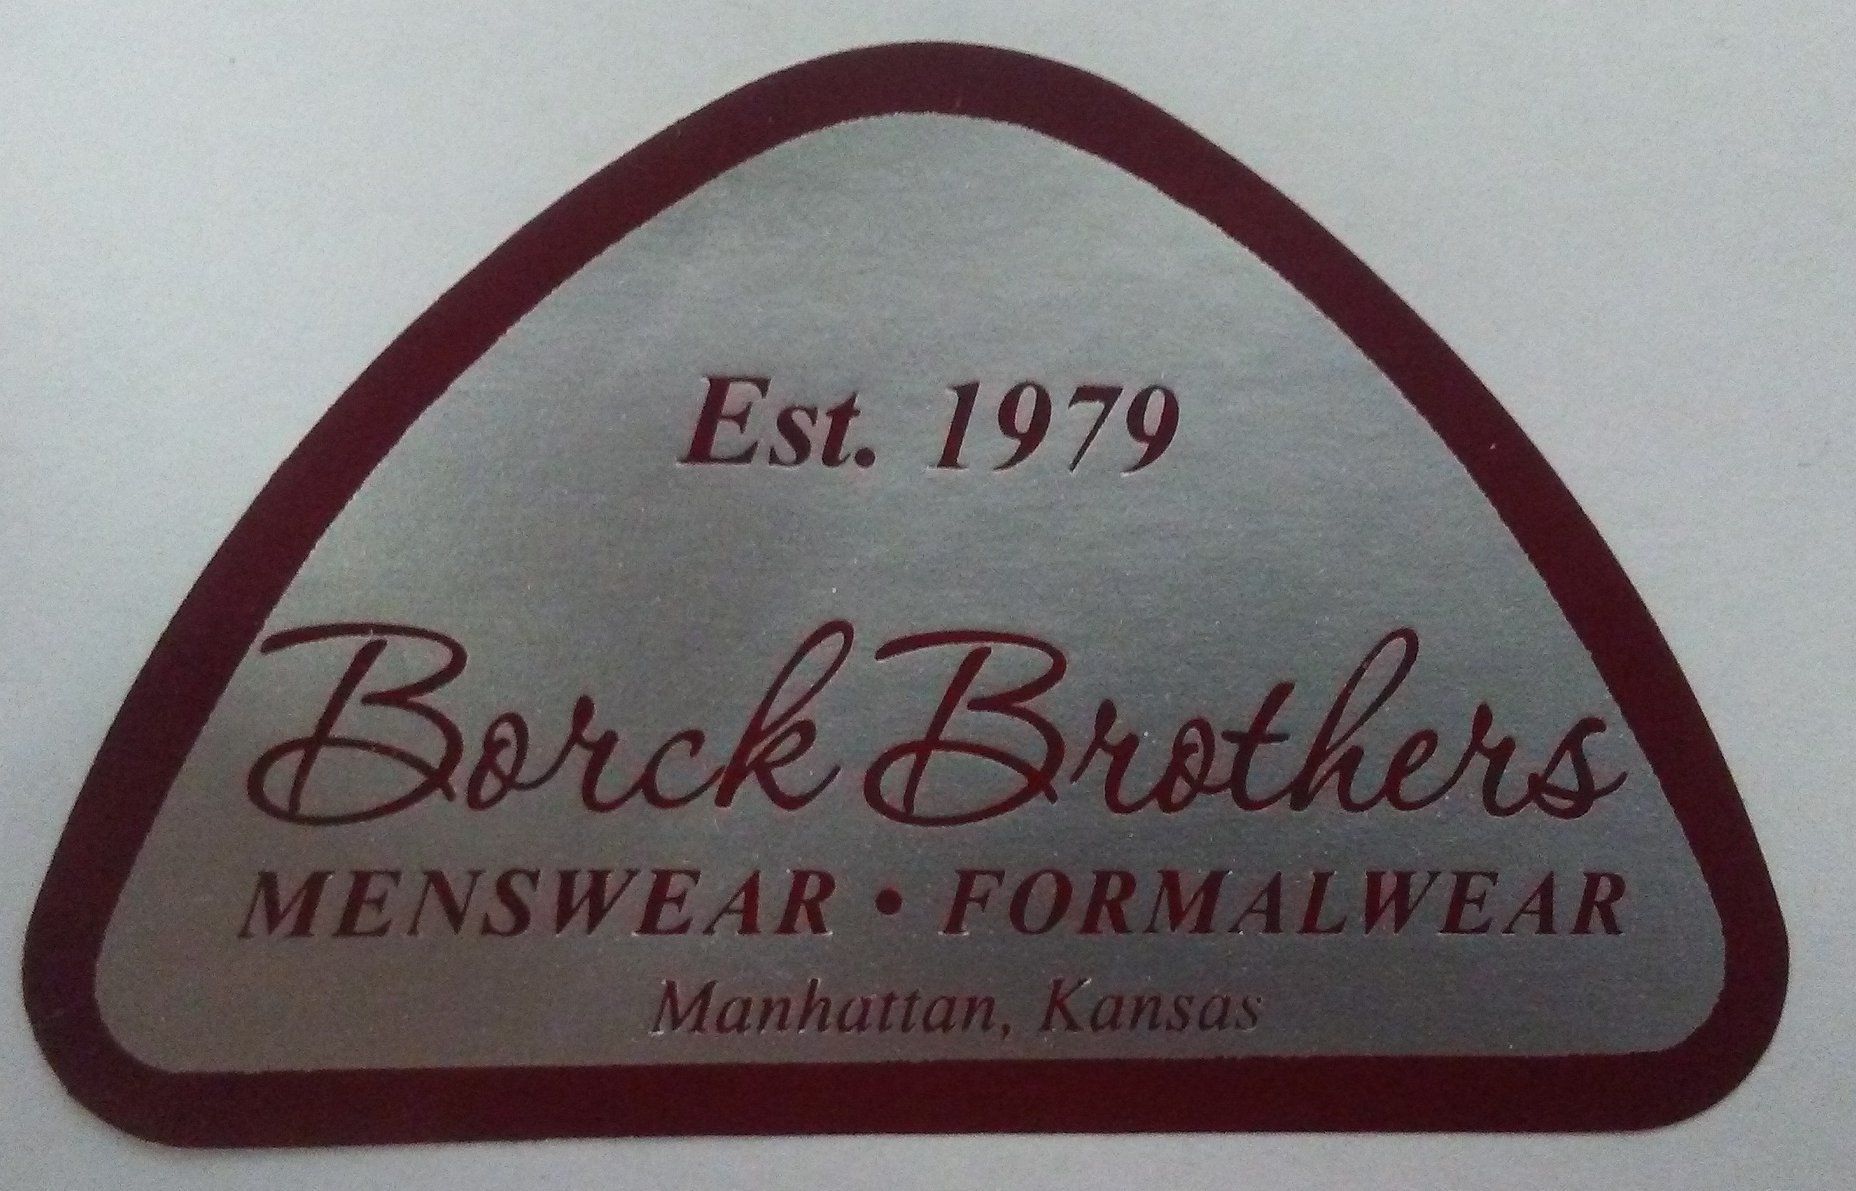 Est. 1979
Borck Brothers
MENSWEAR • FORMALWEAR
Manhattan, Kansas